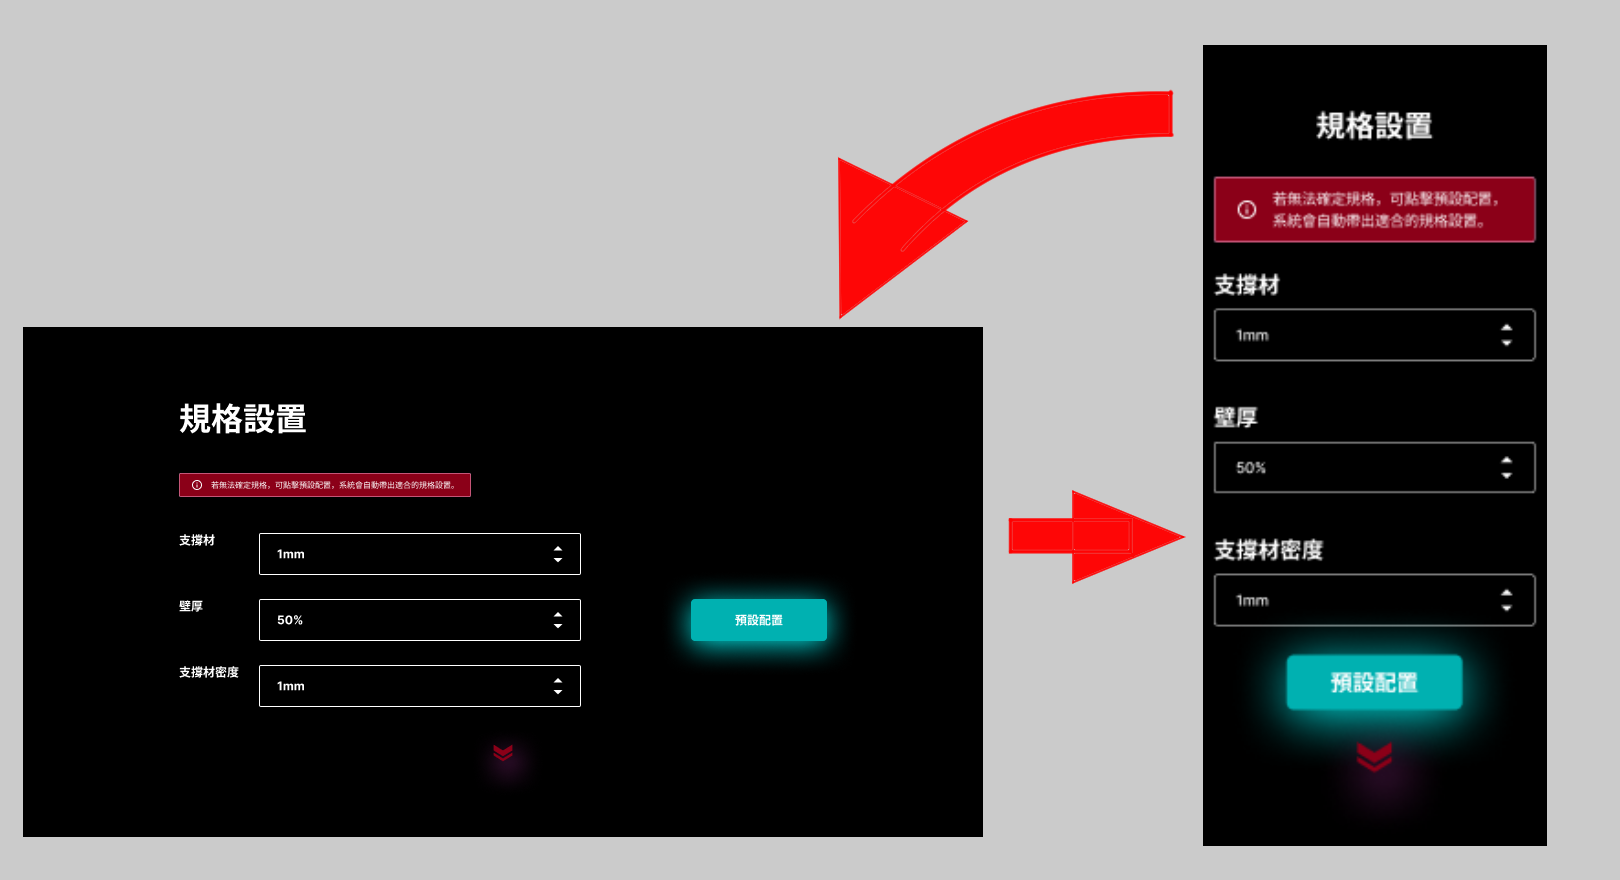 規格設置
若無法確定規格，可點擊預設配置，系統會自動帶出適合的規格設置。
支撐材
1mm
壁厚
50%
預設配置
支撐材密度
1mm
規格設置
若無法確定規格，可點擊預設配置，
系統會自動帶出適合的規格設置。
支撐材
1mm
壁厚
50%
支撐材密度
1mm
預設配置